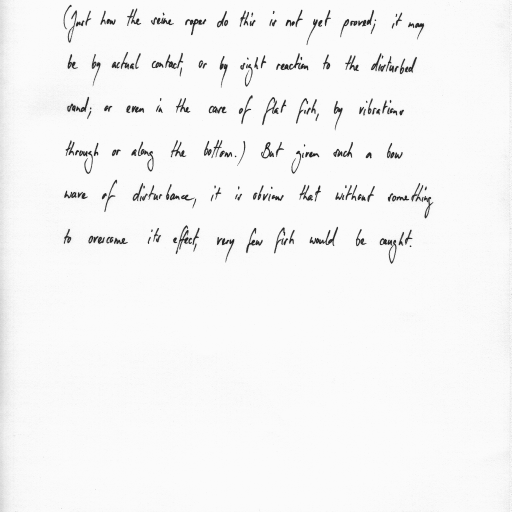 (Just how the seine ropes do this is not yet proved; it may
be by actual contact, or by sight reaction to the disturbed
sand; or even in the case of flat fish, by vibrations
through or along the bottom.) But given such a bow
wave of disturbance, it is obvious that without something
to overcome its effect, very few fish would be caught.